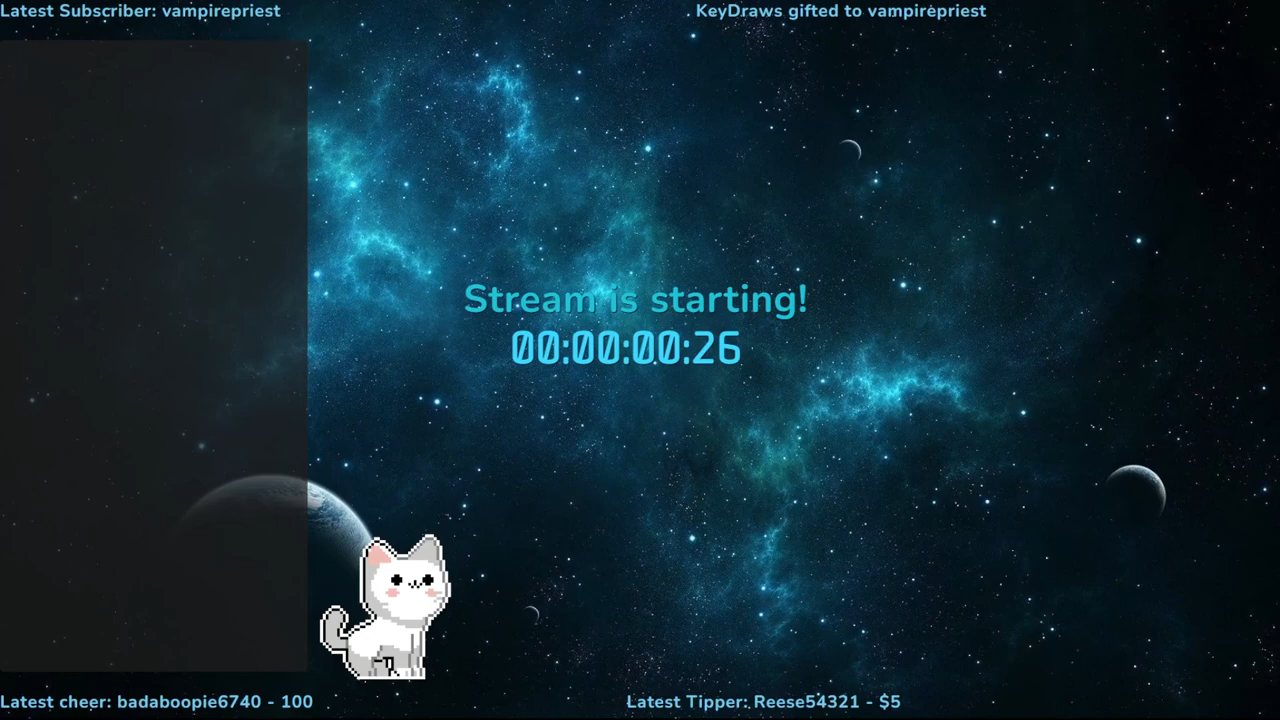 Latest Subscriber: vampirepriest
KeyDraws gifted to vampirepriest
Stream is starting!
00:00:00:26
Latest cheer: badaboopie6740 - 100
Latest Tipper: Reese54321 - $5